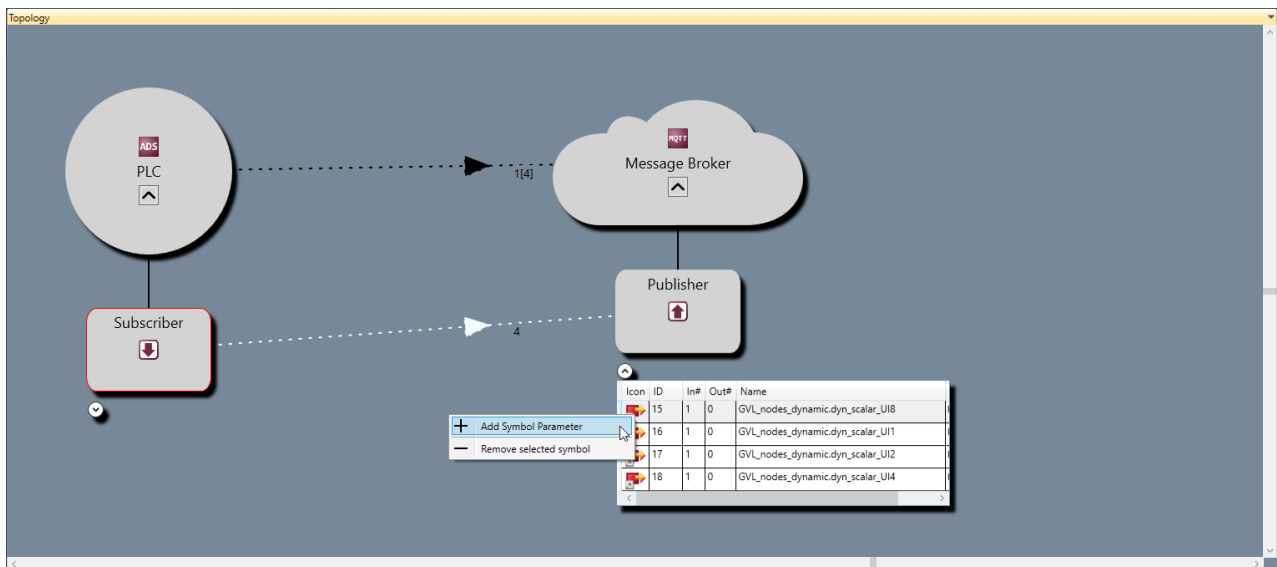 Topology
ADS
PLC
1[4]
MQTT
Message Broker
Subscriber
4
Publisher
Icon ID In# Out# Name
15 1 0 GVL_nodes_dynamic.dyn_scalar_UI8
16 1 0 GVL_nodes_dynamic.dyn_scalar_UI1
17 1 0 GVL_nodes_dynamic.dyn_scalar_UI2
18 1 0 GVL_nodes_dynamic.dyn_scalar_UI4
Add Symbol Parameter
Remove selected symbol